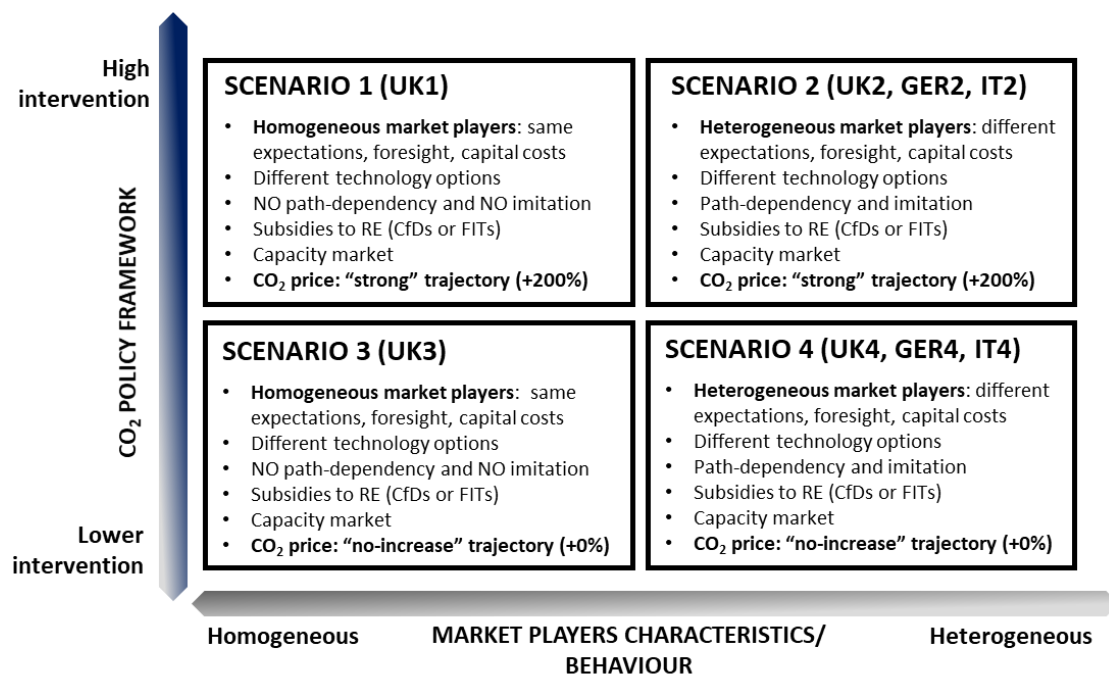 High
intervention
CO₂ POLICY FRAMEWORK
Lower
intervention
SCENARIO 1 (UK1)
• Homogeneous market players: same
expectations, foresight, capital costs
• Different technology options
• NO path-dependency and NO imitation
• Subsidies to RE (CfDs or FITs)
• Capacity market
• CO₂ price: “strong” trajectory (+200%)
SCENARIO 2 (UK2, GER2, IT2)
• Heterogeneous market players: different
expectations, foresight, capital costs
• Different technology options
• Path-dependency and imitation
• Subsidies to RE (CfDs or FITs)
• Capacity market
• CO₂ price: “strong” trajectory (+200%)
SCENARIO 3 (UK3)
• Homogeneous market players: same
expectations, foresight, capital costs
• Different technology options
• NO path-dependency and NO imitation
• Subsidies to RE (CfDs or FITs)
• Capacity market
• CO₂ price: “no-increase” trajectory (+0%)
SCENARIO 4 (UK4, GER4, IT4)
• Heterogeneous market players: different
expectations, foresight, capital costs
• Different technology options
• Path-dependency and imitation
• Subsidies to RE (CfDs or FITs)
• Capacity market
• CO₂ price: “no-increase” trajectory (+0%)
Homogeneous
MARKET PLAYERS CHARACTERISTICS/
BEHAVIOUR
Heterogeneous